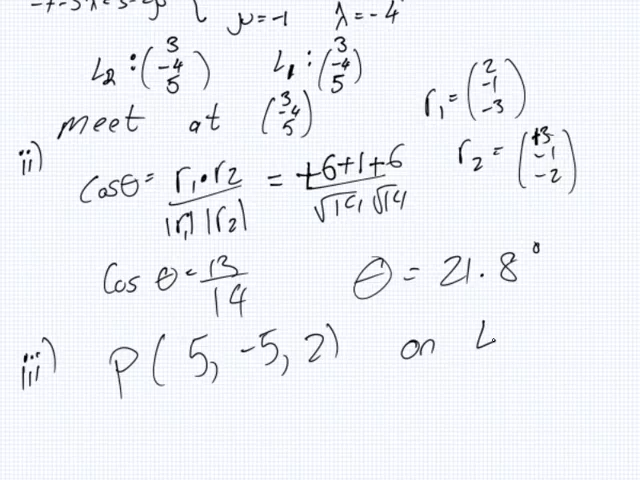 μ=-1 λ=-4
L₂ : (3 -4 5) L₁ : (3 -4 5)
meet at (3 -4 5)
r₁ = (2 -1 -3)
ii)
r₂ = (+3 -1 -2)
Cosθ = r₁•r₂ / |r₁| |r₂| = +6+1+6 / √14 √14
Cos θ = 13/14 θ = 21.8°
iii) P( 5, -5, 2) on L